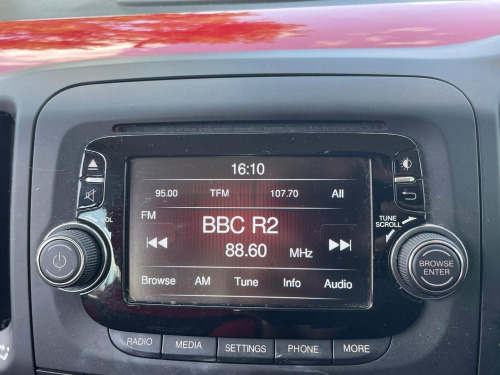 16:10
95.00 TFM 107.70 All
FM
BBC R2
88.60 MHz
Browse AM Tune Info Audio
VOL
TUNE
SCROLL
BROWSE
ENTER
RADIO MEDIA SETTINGS PHONE MORE